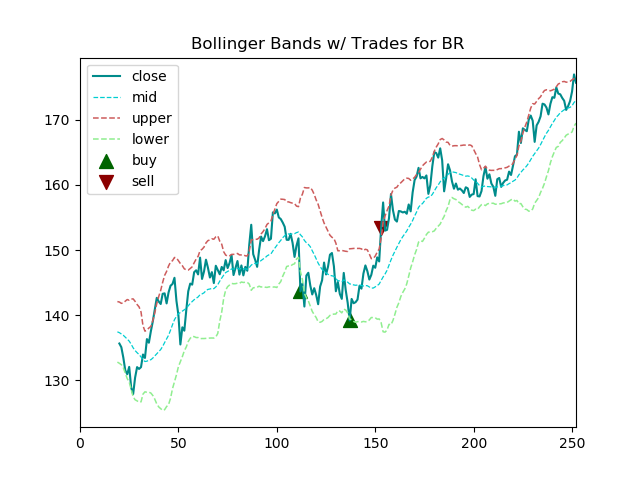 Bollinger Bands w/ Trades for BR
close
mid
upper
lower
buy
sell
170
160
150
140
130
0 50 100 150 200 250